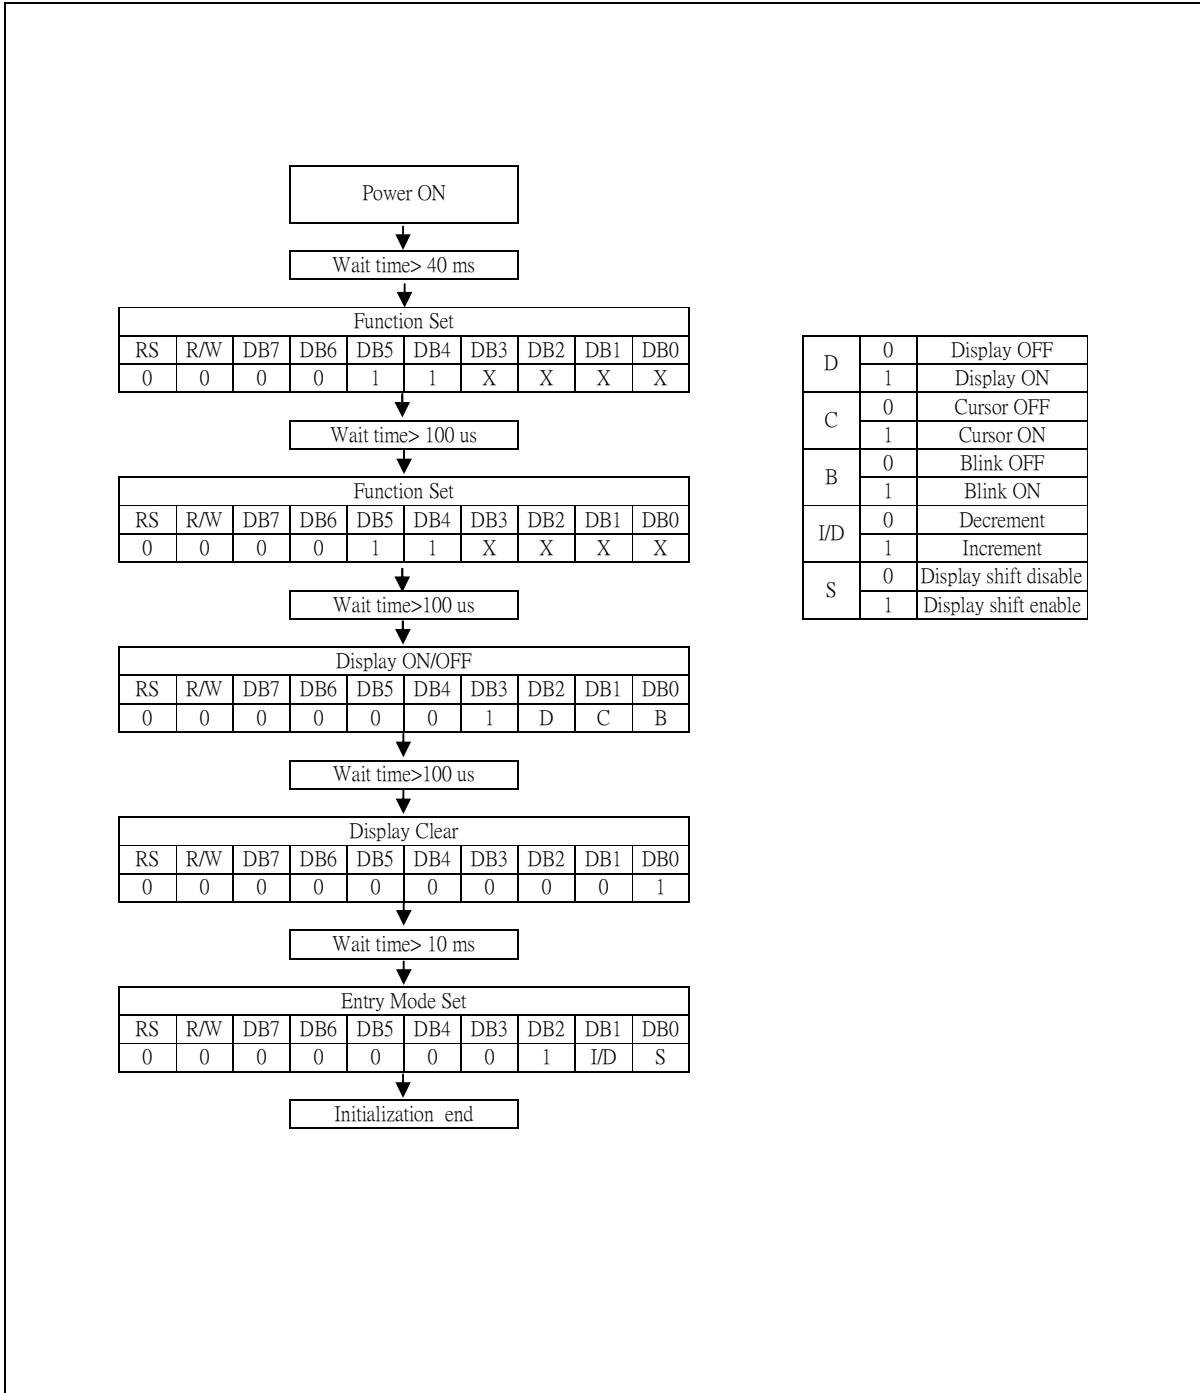 Power ON
Wait time> 40 ms
Function Set
RS R/W DB7 DB6 DB5 DB4 DB3 DB2 DB1 DB0
0 0 0 0 1 1 X X X X
Wait time> 100 us
Function Set
RS R/W DB7 DB6 DB5 DB4 DB3 DB2 DB1 DB0
0 0 0 0 1 1 X X X X
Wait time>100 us
Display ON/OFF
RS R/W DB7 DB6 DB5 DB4 DB3 DB2 DB1 DB0
0 0 0 0 0 0 1 D C B
Wait time>100 us
Display Clear
RS R/W DB7 DB6 DB5 DB4 DB3 DB2 DB1 DB0
0 0 0 0 0 0 0 0 0 1
Wait time> 10 ms
Entry Mode Set
RS R/W DB7 DB6 DB5 DB4 DB3 DB2 DB1 DB0
0 0 0 0 0 0 0 1 I/D S
Initialization end
D 0 Display OFF
1 Display ON
C 0 Cursor OFF
1 Cursor ON
B 0 Blink OFF
1 Blink ON
I/D 0 Decrement
1 Increment
S 0 Display shift disable
1 Display shift enable